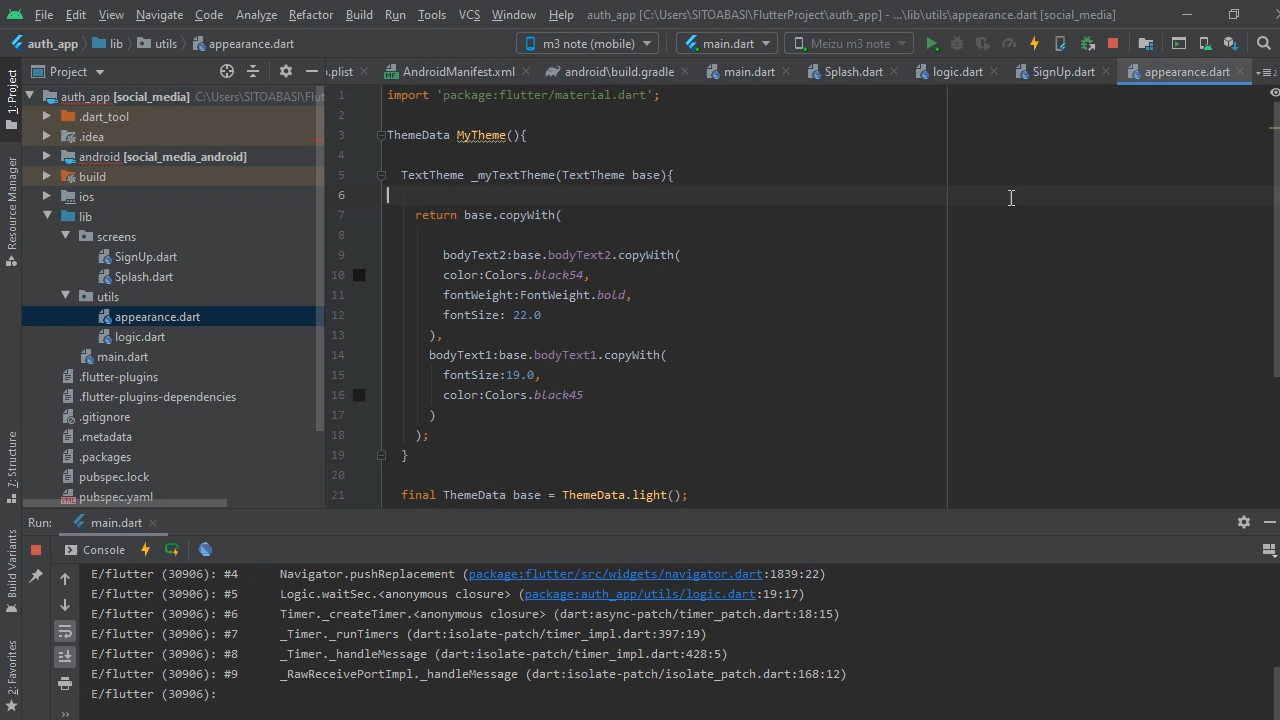 File Edit View Navigate Code Analyze Refactor Build Run Tools VCS Window Help auth_app [C:\Users\SITOABASI\FlutterProject\auth_app] - ...\lib\utils\appearance.dart [social_media]
auth_app lib utils appearance.dart m3 note (mobile) main.dart Meizu m3 note
1: Project
Project
.plist AndroidManifest.xml android\build.gradle main.dart Splash.dart logic.dart SignUp.dart appearance.dart
2
auth_app [social_media] C:\Users\SITOABASI\Flut
.dart_tool
.idea
android [social_media_android]
build
ios
lib
screens
SignUp.dart
Splash.dart
utils
appearance.dart
logic.dart
main.dart
.flutter-plugins
.flutter-plugins-dependencies
.gitignore
.metadata
.packages
pubspec.lock
pubspec.yaml
Resource Manager
7: Structure
Build Variants
2: Favorites
1 import 'package:flutter/material.dart';
2
3 ThemeData MyTheme(){
4
5 TextTheme _myTextTheme(TextTheme base){
6
7 return base.copyWith(
8
9 bodyText2:base.bodyText2.copyWith(
10 color:Colors.black54,
11 fontWeight:FontWeight.bold,
12 fontSize: 22.0
13 ),
14 bodyText1:base.bodyText1.copyWith(
15 fontSize:19.0,
16 color:Colors.black45
17 )
18 );
19 }
20
21 final ThemeData base = ThemeData.light();
Run: main.dart
Console
E/flutter (30906): #4 Navigator.pushReplacement (package:flutter/src/widgets/navigator.dart:1839:22)
E/flutter (30906): #5 Logic.waitSec.<anonymous closure> (package:auth_app/utils/logic.dart:19:17)
E/flutter (30906): #6 Timer._createTimer.<anonymous closure> (dart:async-patch/timer_patch.dart:18:15)
E/flutter (30906): #7 _Timer._runTimers (dart:isolate-patch/timer_impl.dart:397:19)
E/flutter (30906): #8 _Timer._handleMessage (dart:isolate-patch/timer_impl.dart:428:5)
E/flutter (30906): #9 _RawReceivePortImpl._handleMessage (dart:isolate-patch/isolate_patch.dart:168:12)
E/flutter (30906):